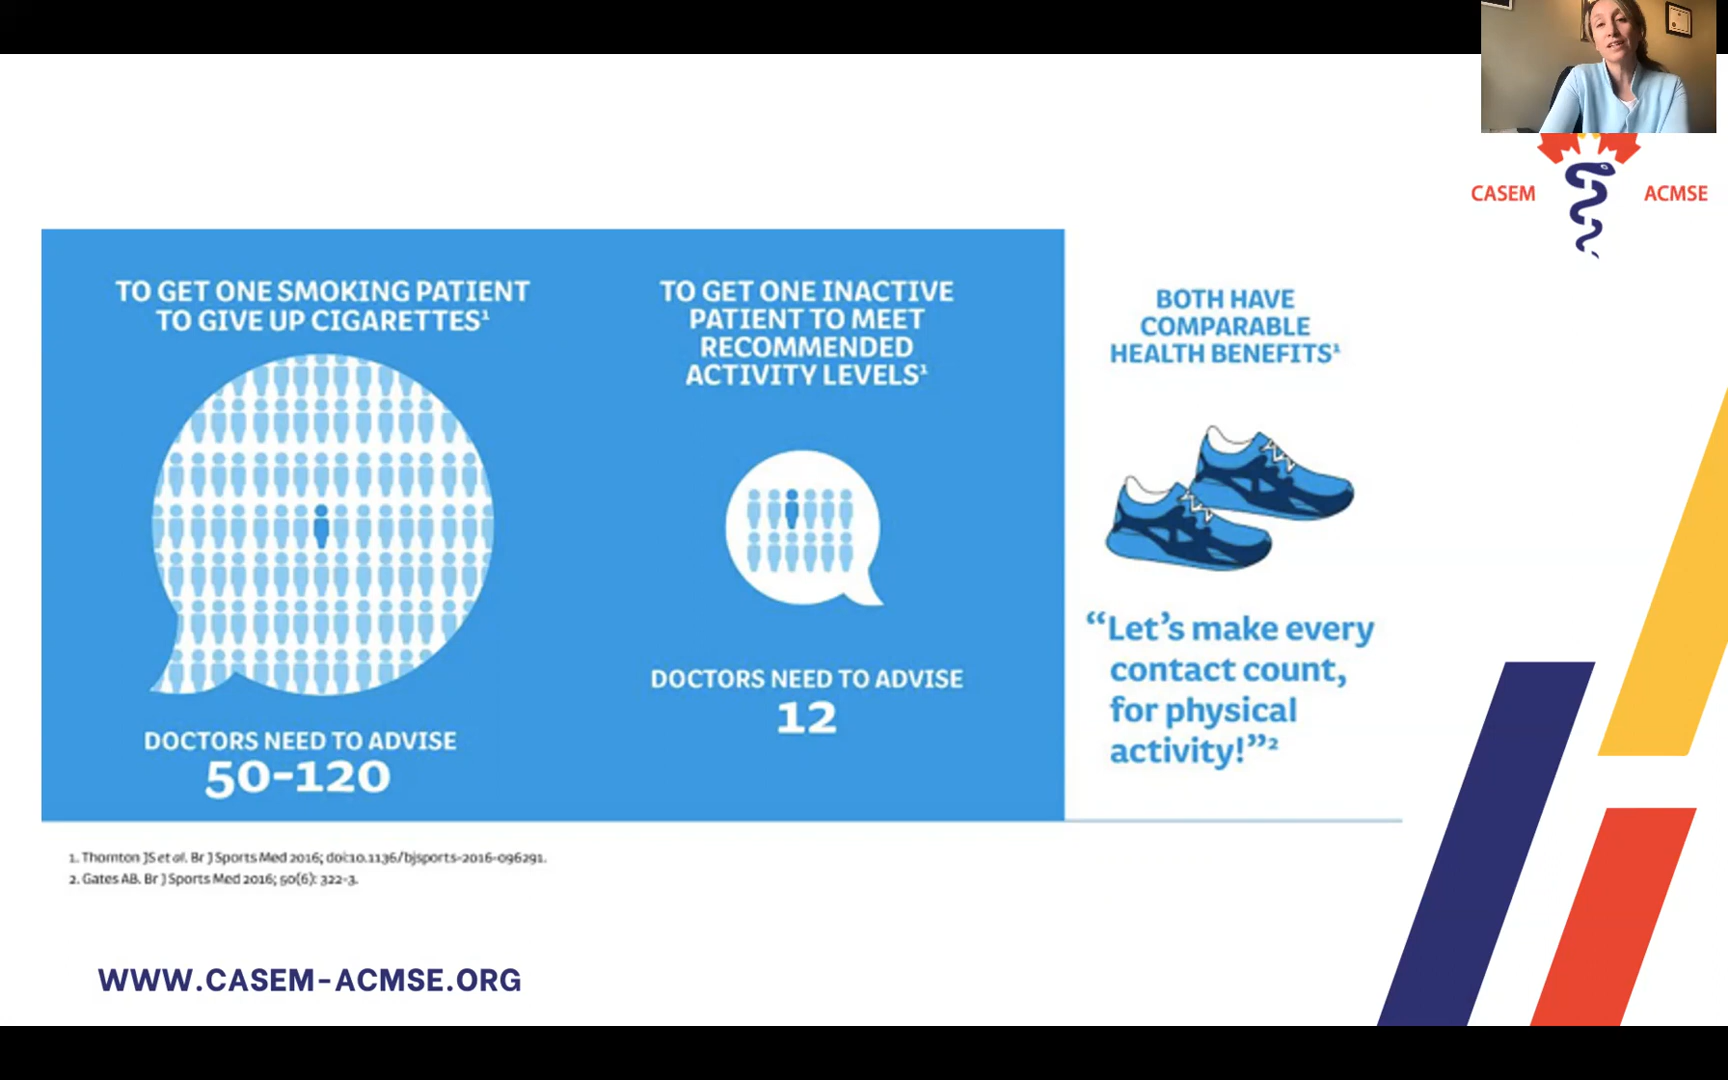 CASEM ACMSE
TO GET ONE SMOKING PATIENT
TO GIVE UP CIGARETTES¹
DOCTORS NEED TO ADVISE
50-120
TO GET ONE INACTIVE
PATIENT TO MEET
RECOMMENDED
ACTIVITY LEVELS¹
DOCTORS NEED TO ADVISE
12
BOTH HAVE
COMPARABLE
HEALTH BENEFITS¹
“Let’s make every
contact count,
for physical
activity!”²
1. Thornton JS et al. Br J Sports Med 2016; doi:10.1136/bjsports-2016-096291.
2. Gates AB. Br J Sports Med 2016; 50(6): 322-3.
WWW.CASEM-ACMSE.ORG